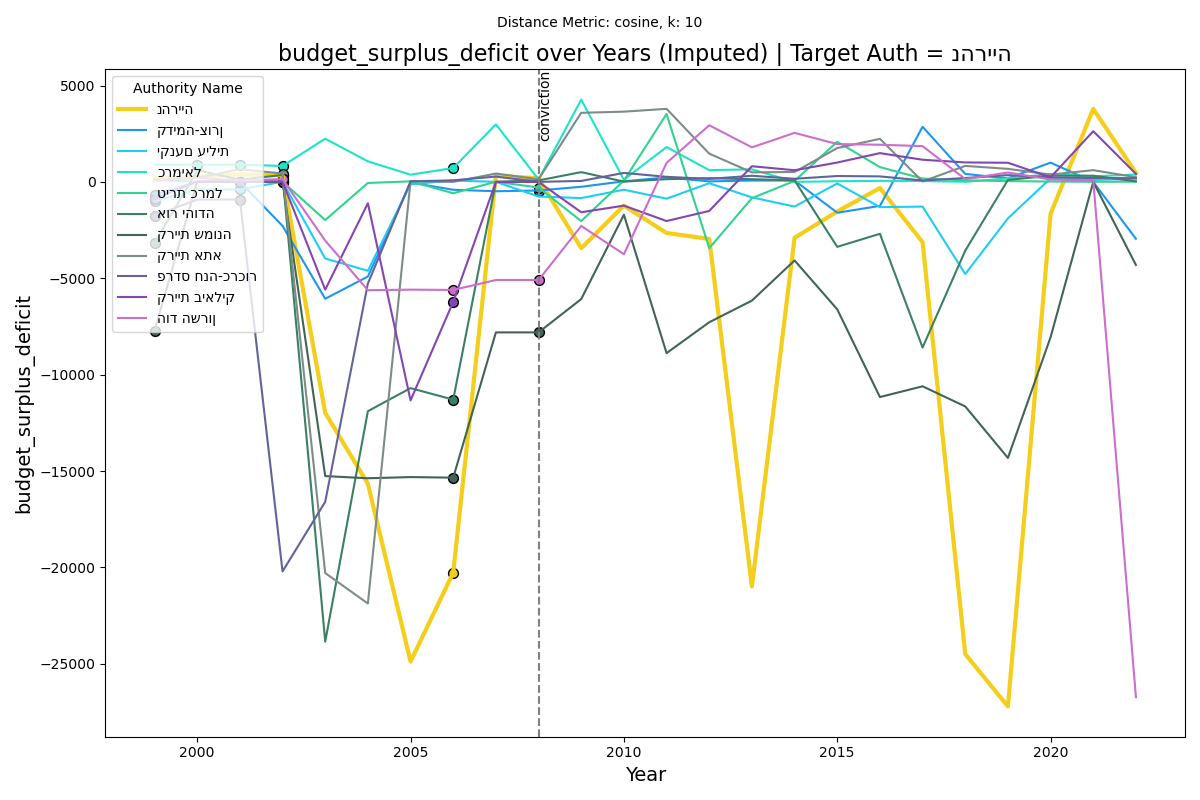 Distance Metric: cosine, k: 10
budget_surplus_deficit over Years (Imputed) | Target Auth = נהרייה
Authority Name
נהרייה
קדימה-צורן
יקנעם עילית
כרמיאל
טירת כרמל
אור יהודה
קריית שמונה
קריית אתא
פרדס חנה-כרכור
קריית ביאליק
הוד השרון
conviction
budget_surplus_deficit
5000
0
−5000
−10000
−15000
−20000
−25000
2000
2005
2010
2015
2020
Year